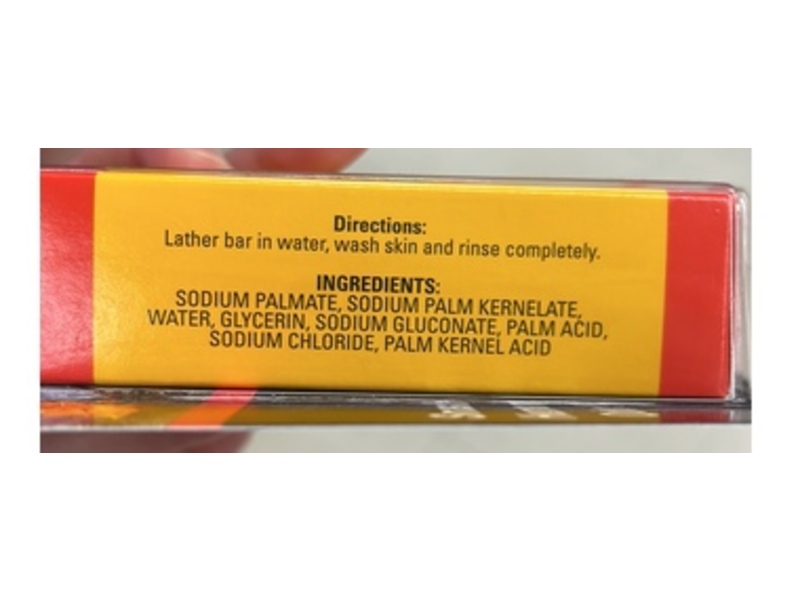 Directions:
Lather bar in water, wash skin and rinse completely.
INGREDIENTS:
SODIUM PALMATE, SODIUM PALM KERNELATE,
WATER, GLYCERIN, SODIUM GLUCONATE, PALM ACID,
SODIUM CHLORIDE, PALM KERNEL ACID